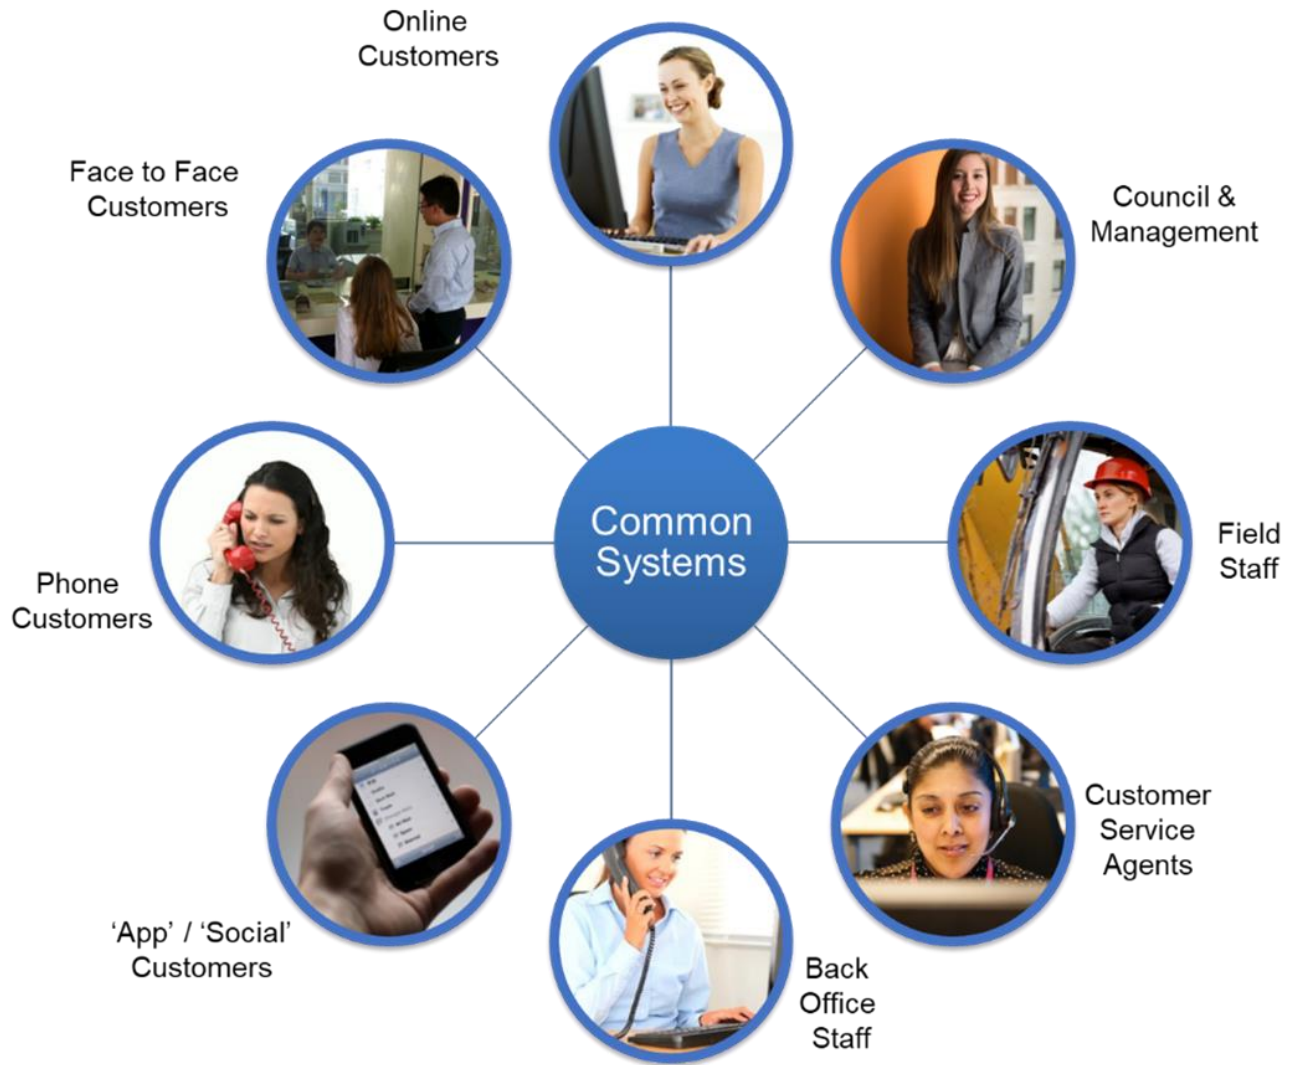 Online
Customers
Face to Face
Customers
Council &
Management
Common
Systems
Field
Staff
Phone
Customers
Customer
Service
Agents
‘App’ / ‘Social’
Customers
Back
Office
Staff